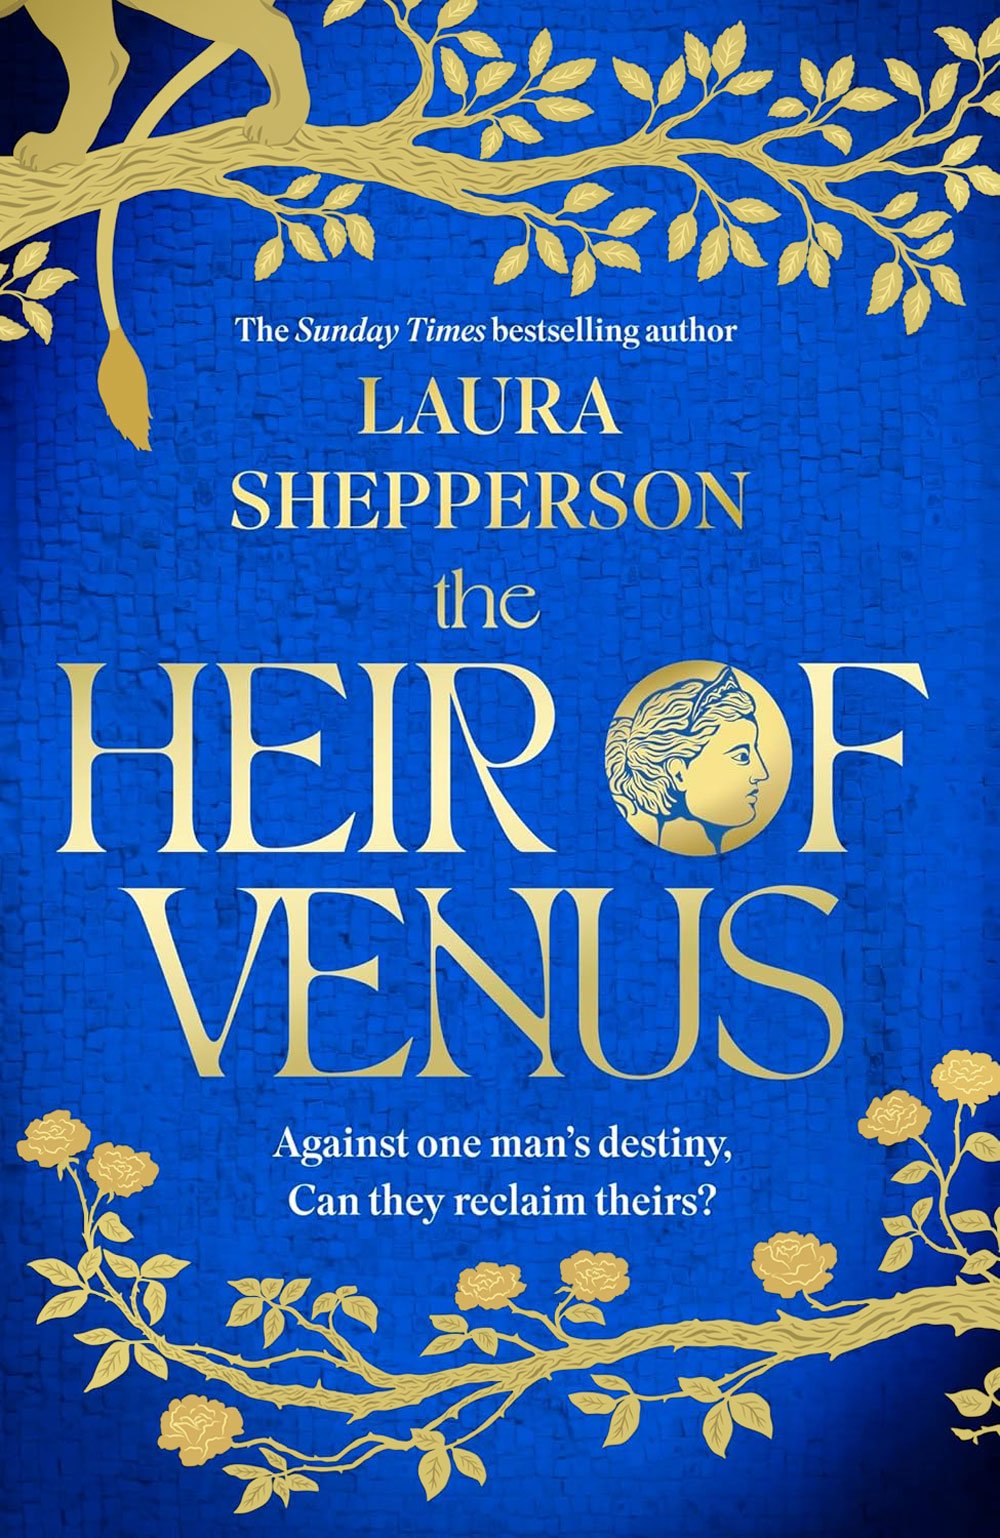 The Sunday Times bestselling author
LAURA
SHEPPERSON
the
HEIR OF
VENUS
Against one man's destiny,
Can they reclaim theirs?